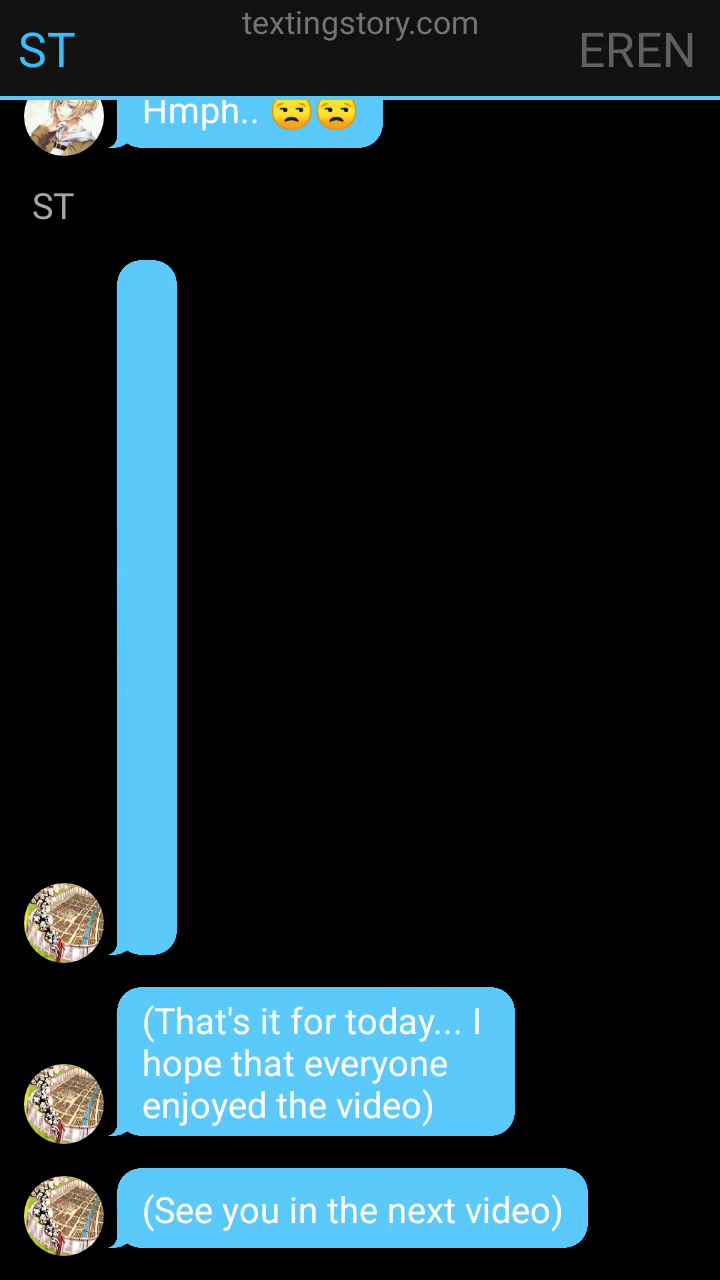 textingstory.com
ST
EREN
Hmph.. 😒😒
ST
(That's it for today... I
hope that everyone
enjoyed the video)
(See you in the next video)